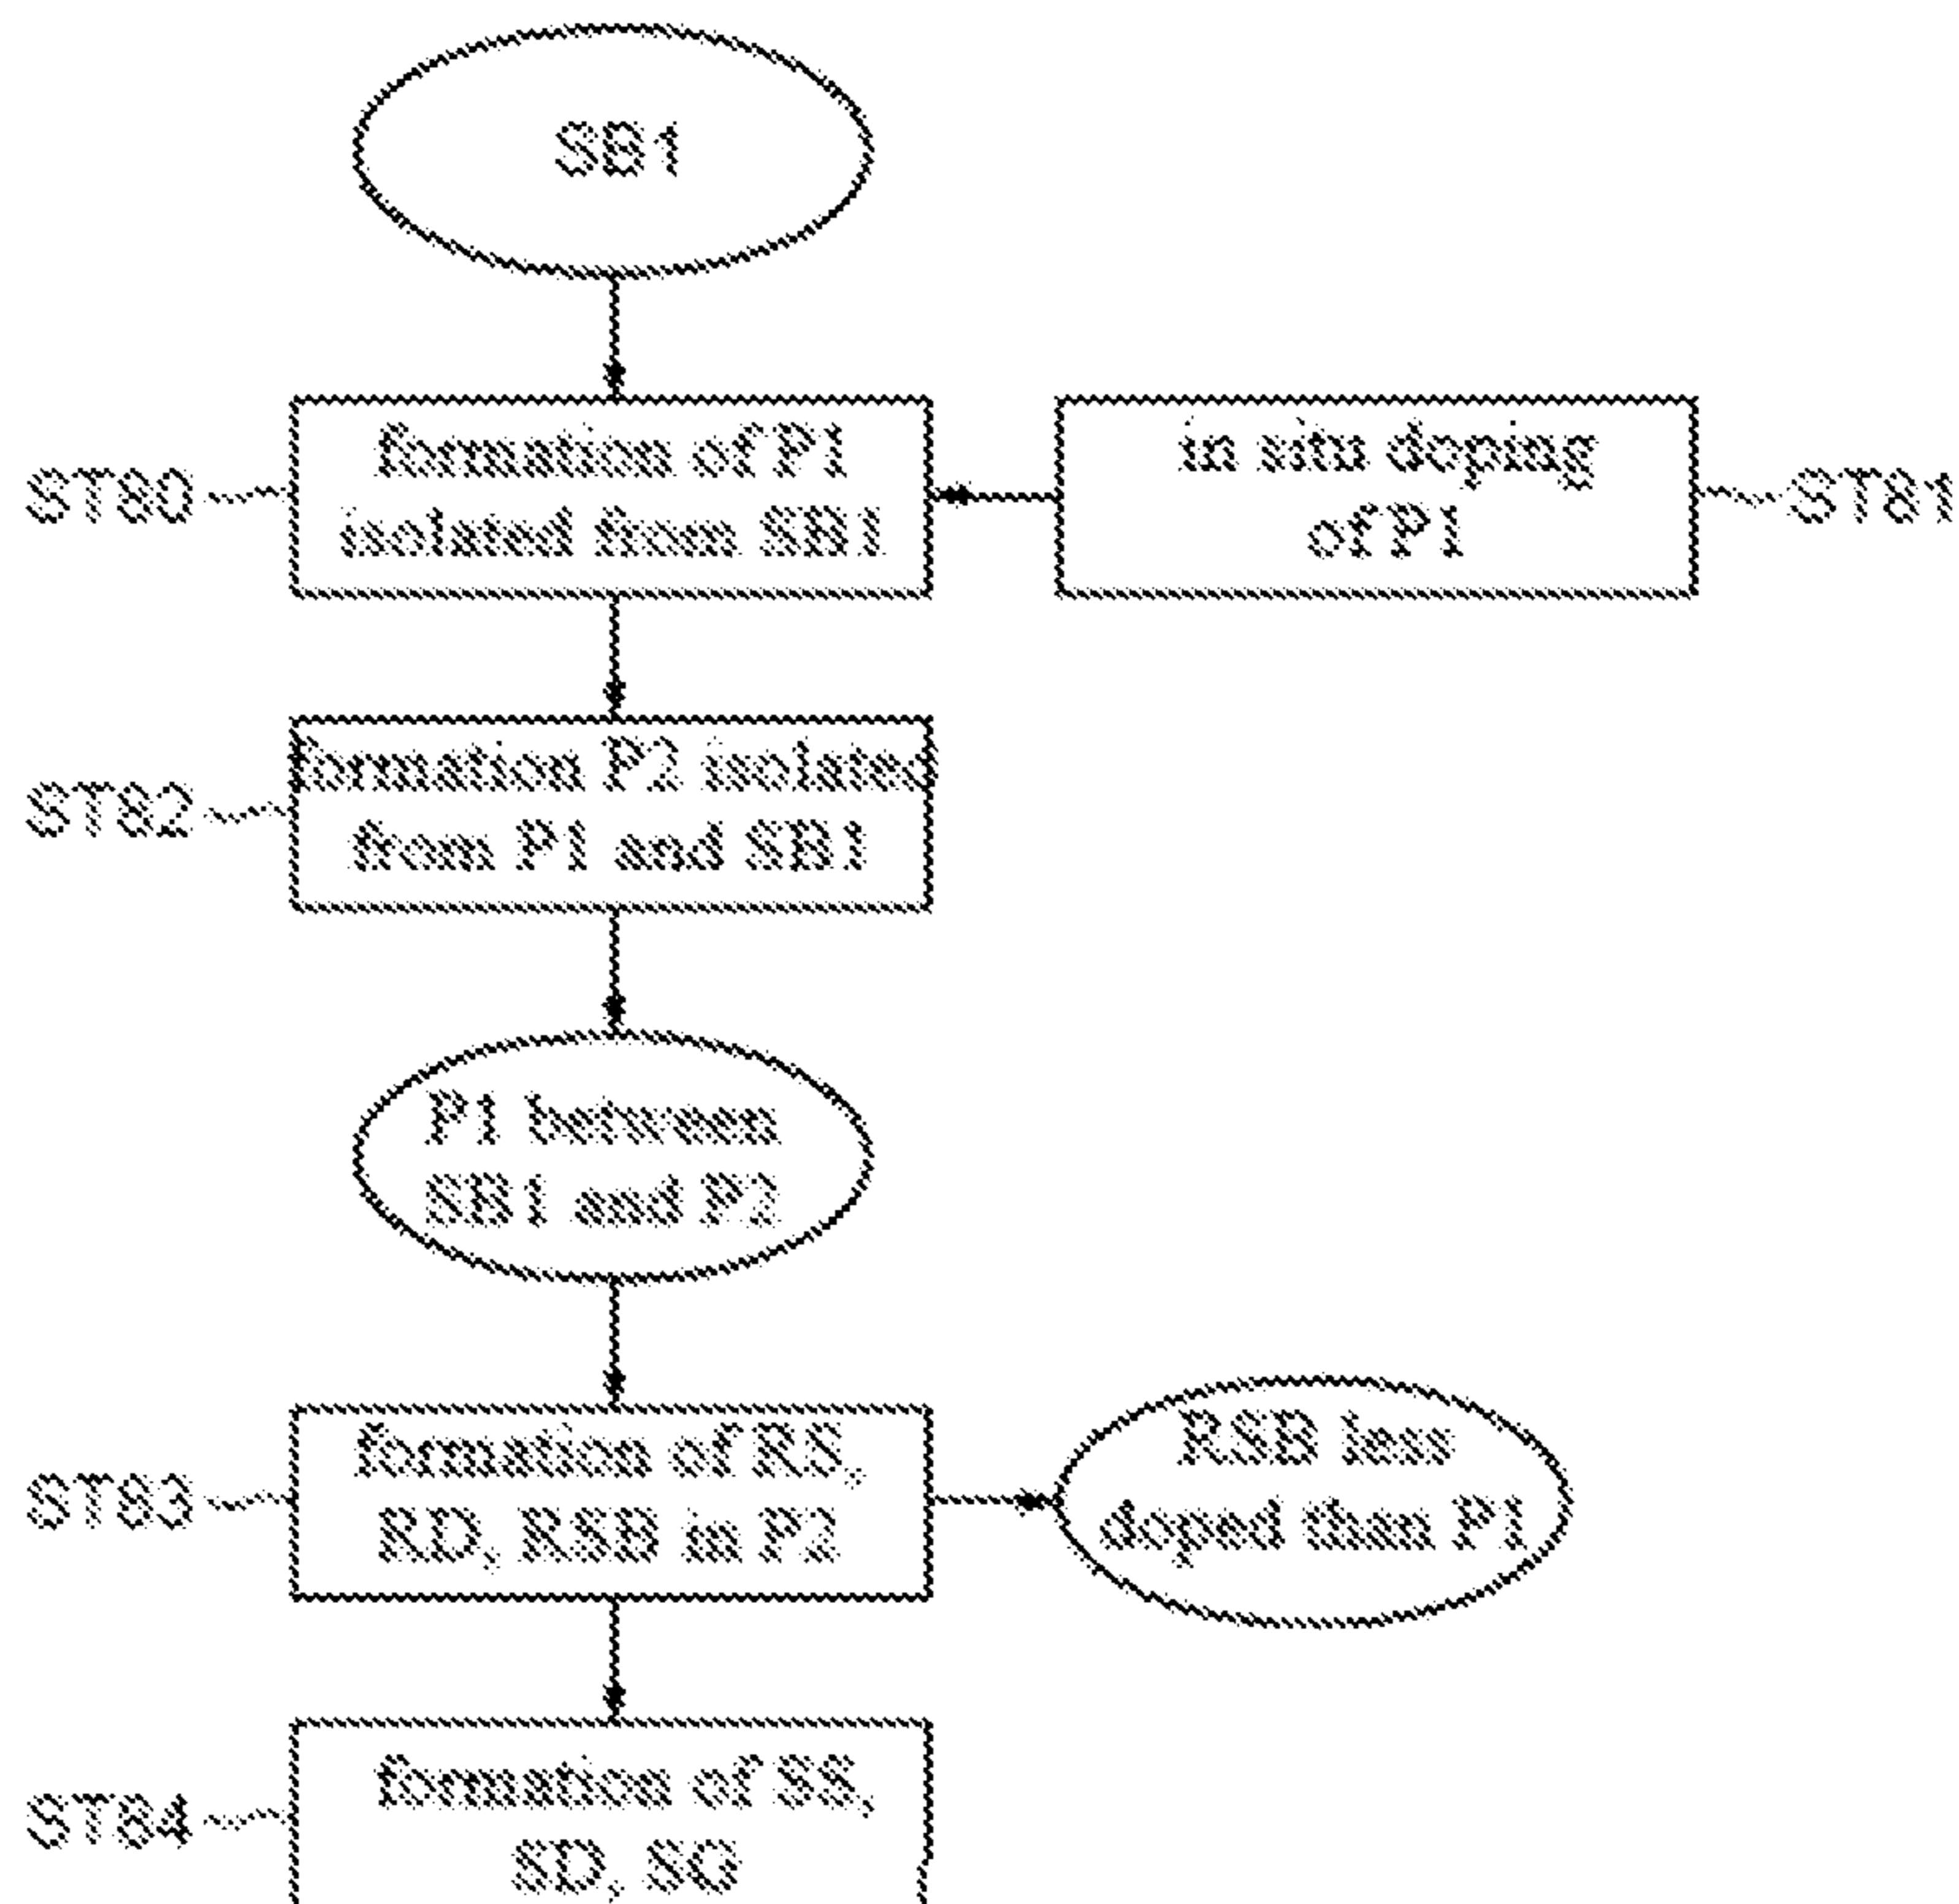 SB1
formation of P1
isolated from SB1
ST80
in situ doping
of P1
ST81
formation P2 isolated
from P1 and SB1
ST82
P1 between
SB1 and P2
formation of RS,
RD, RSB in P2
ST83
RSB less
doped than P1
formation of SS,
SD, SG
ST84